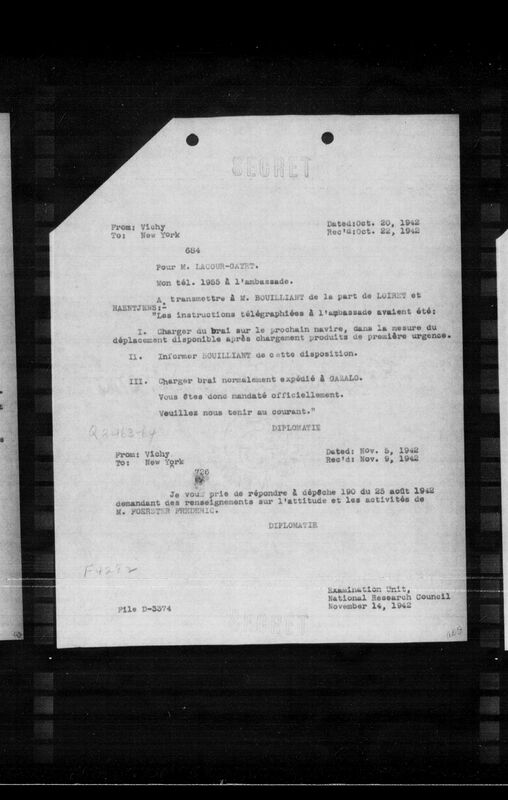 SECRET
From: Vichy Dated: Oct. 20, 1942
To: New York Rec'd: Oct. 22, 1942
684
Pour M. LACOUR-GAYET.
Mon tél. 1955 à l'ambassade.
A transmettre à M. BOUILLIANT de la part de LOIRET et
HAENTJENS:-
"Les instructions télégraphiées à l'ambassade avaient été:
I. Charger du brai sur le prochain navire, dans la mesure du
déplacement disponible après chargement produits de première urgence.
II. Informer BOUILLIANT de cette disposition.
III. Charger brai normalement expédié à GAZALO.
Vous êtes donc mandaté officiellement.
Veuillez nous tenir au courant."
DIPLOMATIE
Q2463-64
From: Vichy Dated: Nov. 5, 1942
To: New York Rec'd: Nov. 9, 1942
726
Je vous prie de répondre à dépêche 190 du 25 août 1942
demandant des renseignements sur l'attitude et les activités de
M. FOERSTER FREDERIC.
DIPLOMATIE
F4282
Examination Unit,
National Research Council
File D-3374 November 14, 1942
SECRET